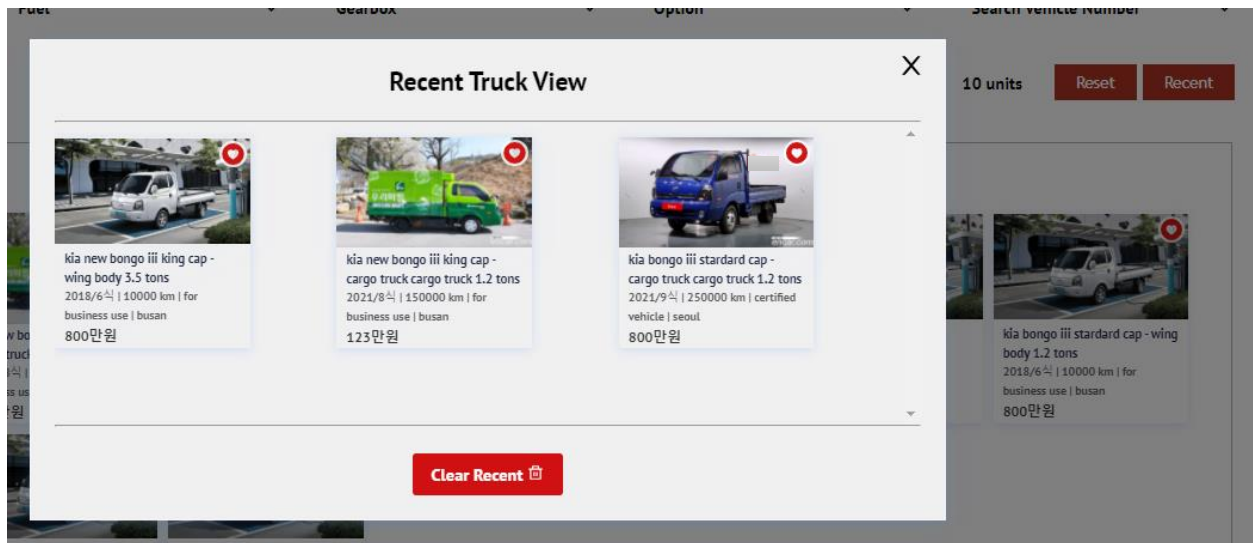 Fuel
Gearbox
Option
Search Vehicle Number
Recent Truck View
X
10 units
Reset
Recent
kia new bongo iii king cap -
wing body 3.5 tons
2018/6식 | 10000 km | for
business use | busan
800만원
kia new bongo iii king cap -
cargo truck cargo truck 1.2 tons
2021/8식 | 150000 km | for
business use | busan
123만원
kia bongo iii stardard cap -
cargo truck cargo truck 1.2 tons
2021/9식 | 250000 km | certified
vehicle | seoul
800만원
kia bongo iii stardard cap - wing
body 1.2 tons
2018/6식 | 10000 km | for
business use | busan
800만원
Clear Recent